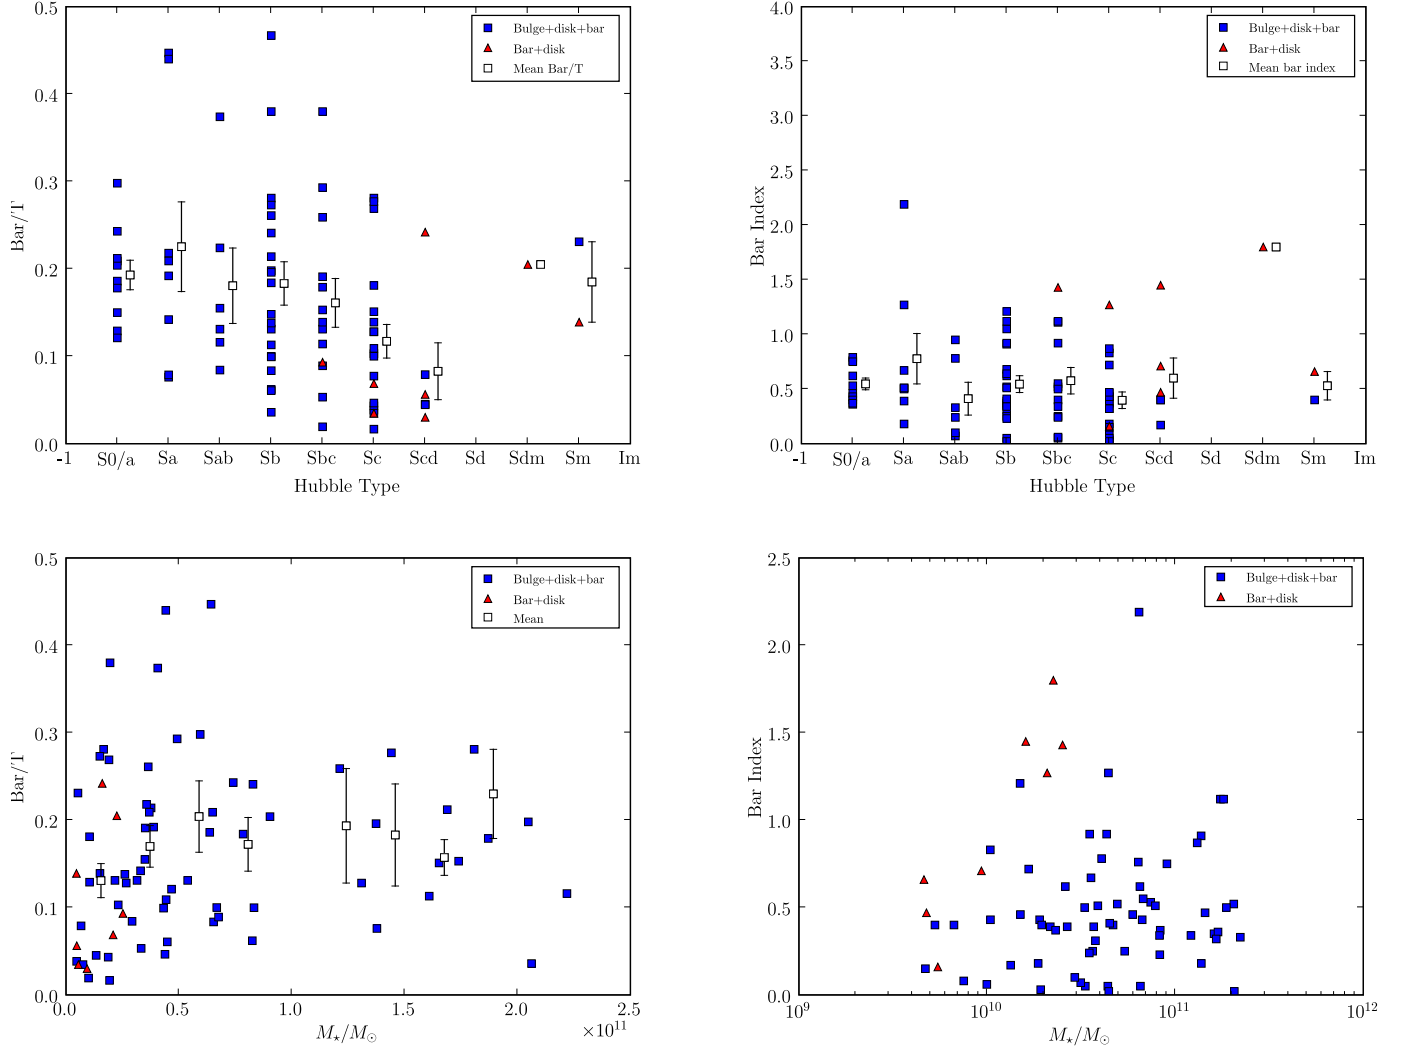 0.5
0.4
0.3
0.2
0.1
0.0
Bar/T
Bulge+disk+bar
Bar+disk
Mean Bar/T
-1 S0/a Sa Sab Sb Sbc Sc Scd Sd Sdm Sm Im
Hubble Type
4.0
3.5
3.0
2.5
2.0
1.5
1.0
0.5
0.0
Bar Index
Bulge+disk+bar
Bar+disk
Mean bar index
-1 S0/a Sa Sab Sb Sbc Sc Scd Sd Sdm Sm Im
Hubble Type
0.5
0.4
0.3
0.2
0.1
0.0
Bar/T
Bulge+disk+bar
Bar+disk
Mean
0.0 0.5 1.0 1.5 2.0 2.5
×10¹¹
M⋆/M⊙
2.5
2.0
1.5
1.0
0.5
0.0
Bar Index
Bulge+disk+bar
Bar+disk
10⁹ 10¹⁰ 10¹¹ 10¹²
M⋆/M⊙